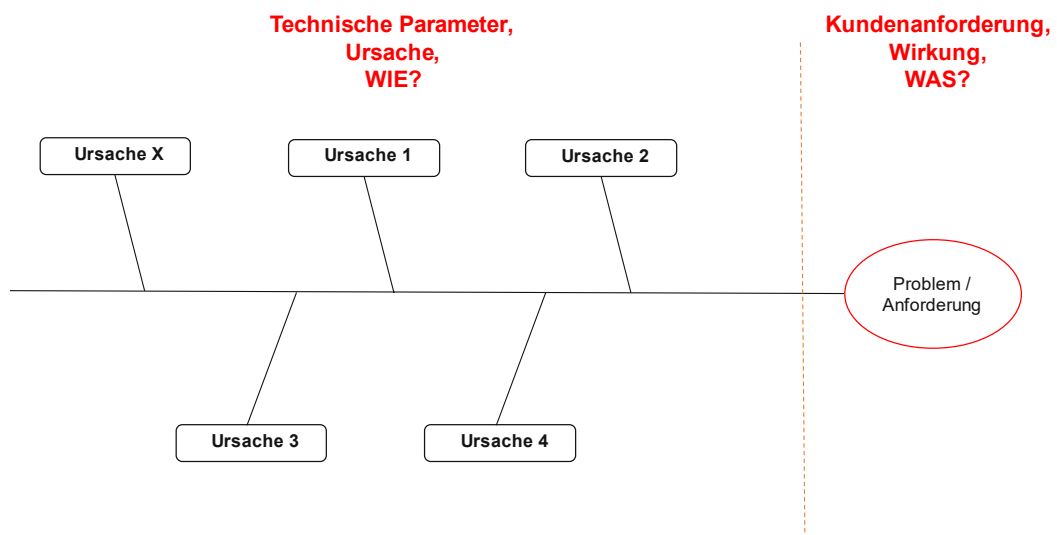 Technische Parameter,
Ursache,
WIE?
Kundenanforderung,
Wirkung,
WAS?
Ursache X
Ursache 1
Ursache 2
Problem /
Anforderung
Ursache 3
Ursache 4